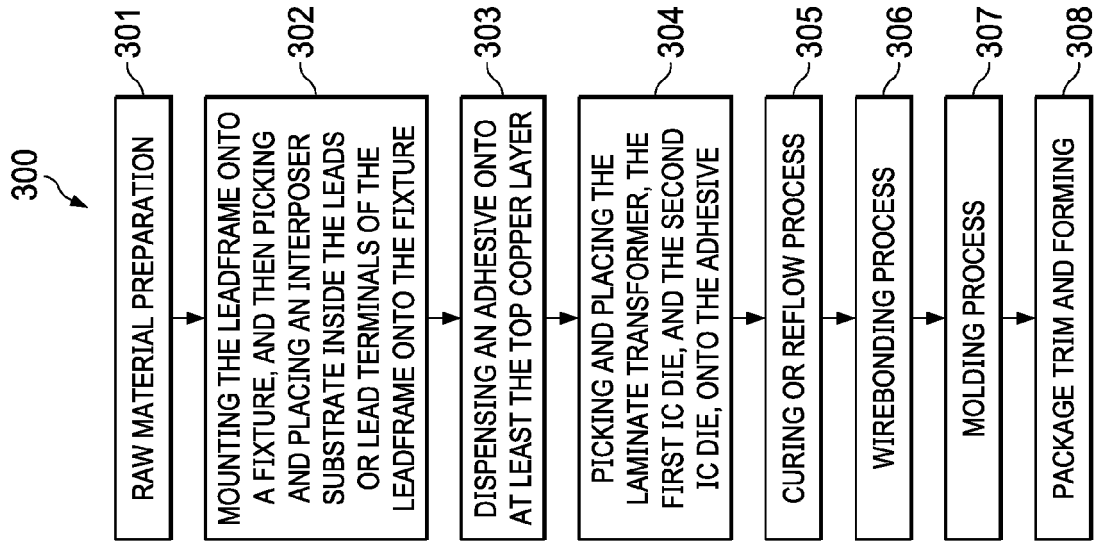 300
RAW MATERIAL PREPARATION
301
MOUNTING THE LEADFRAME ONTO
A FIXTURE, AND THEN PICKING
AND PLACING AN INTERPOSER
SUBSTRATE INSIDE THE LEADS
OR LEAD TERMINALS OF THE
LEADFRAME ONTO THE FIXTURE
302
DISPENSING AN ADHESIVE ONTO
AT LEAST THE TOP COPPER LAYER
303
PICKING AND PLACING THE
LAMINATE TRANSFORMER, THE
FIRST IC DIE, AND THE SECOND
IC DIE, ONTO THE ADHESIVE
304
CURING OR REFLOW PROCESS
305
WIREBONDING PROCESS
306
MOLDING PROCESS
307
PACKAGE TRIM AND FORMING
308